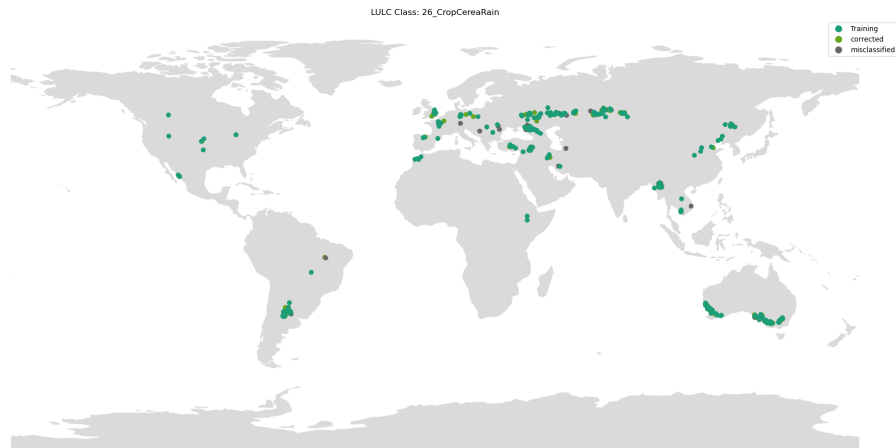 LULC Class: 26_CropCereaRain
Training
corrected
misclassified